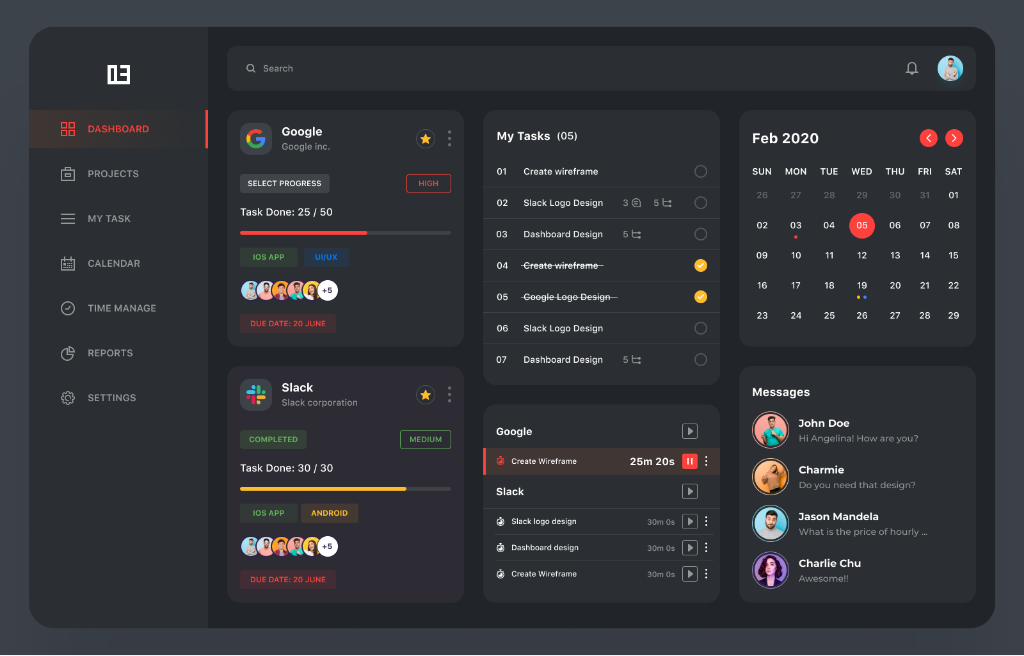 DASHBOARD
PROJECTS
MY TASK
CALENDAR
TIME MANAGE
REPORTS
SETTINGS
Search
Google
Google inc.
SELECT PROGRESS
HIGH
Task Done: 25 / 50
IOS APP
UI/UX
+5
DUE DATE: 20 JUNE
Slack
Slack corporation
COMPLETED
MEDIUM
Task Done: 30 / 30
IOS APP
ANDROID
+5
DUE DATE: 20 JUNE
My Tasks (05)
01 Create wireframe
02 Slack Logo Design 3 5
03 Dashboard Design 5
04 Create wireframe
05 Google Logo Design
06 Slack Logo Design
07 Dashboard Design 5
Google
Create Wireframe 25m 20s
Slack
Slack logo design 30m 0s
Dashboard design 30m 0s
Create Wireframe 30m 0s
Feb 2020
SUN MON TUE WED THU FRI SAT
26 27 28 29 30 31 01
02 03 04 05 06 07 08
09 10 11 12 13 14 15
16 17 18 19 20 21 22
23 24 25 26 27 28 29
Messages
John Doe
Hi Angelina! How are you?
Charmie
Do you need that design?
Jason Mandela
What is the price of hourly ...
Charlie Chu
Awesome!!